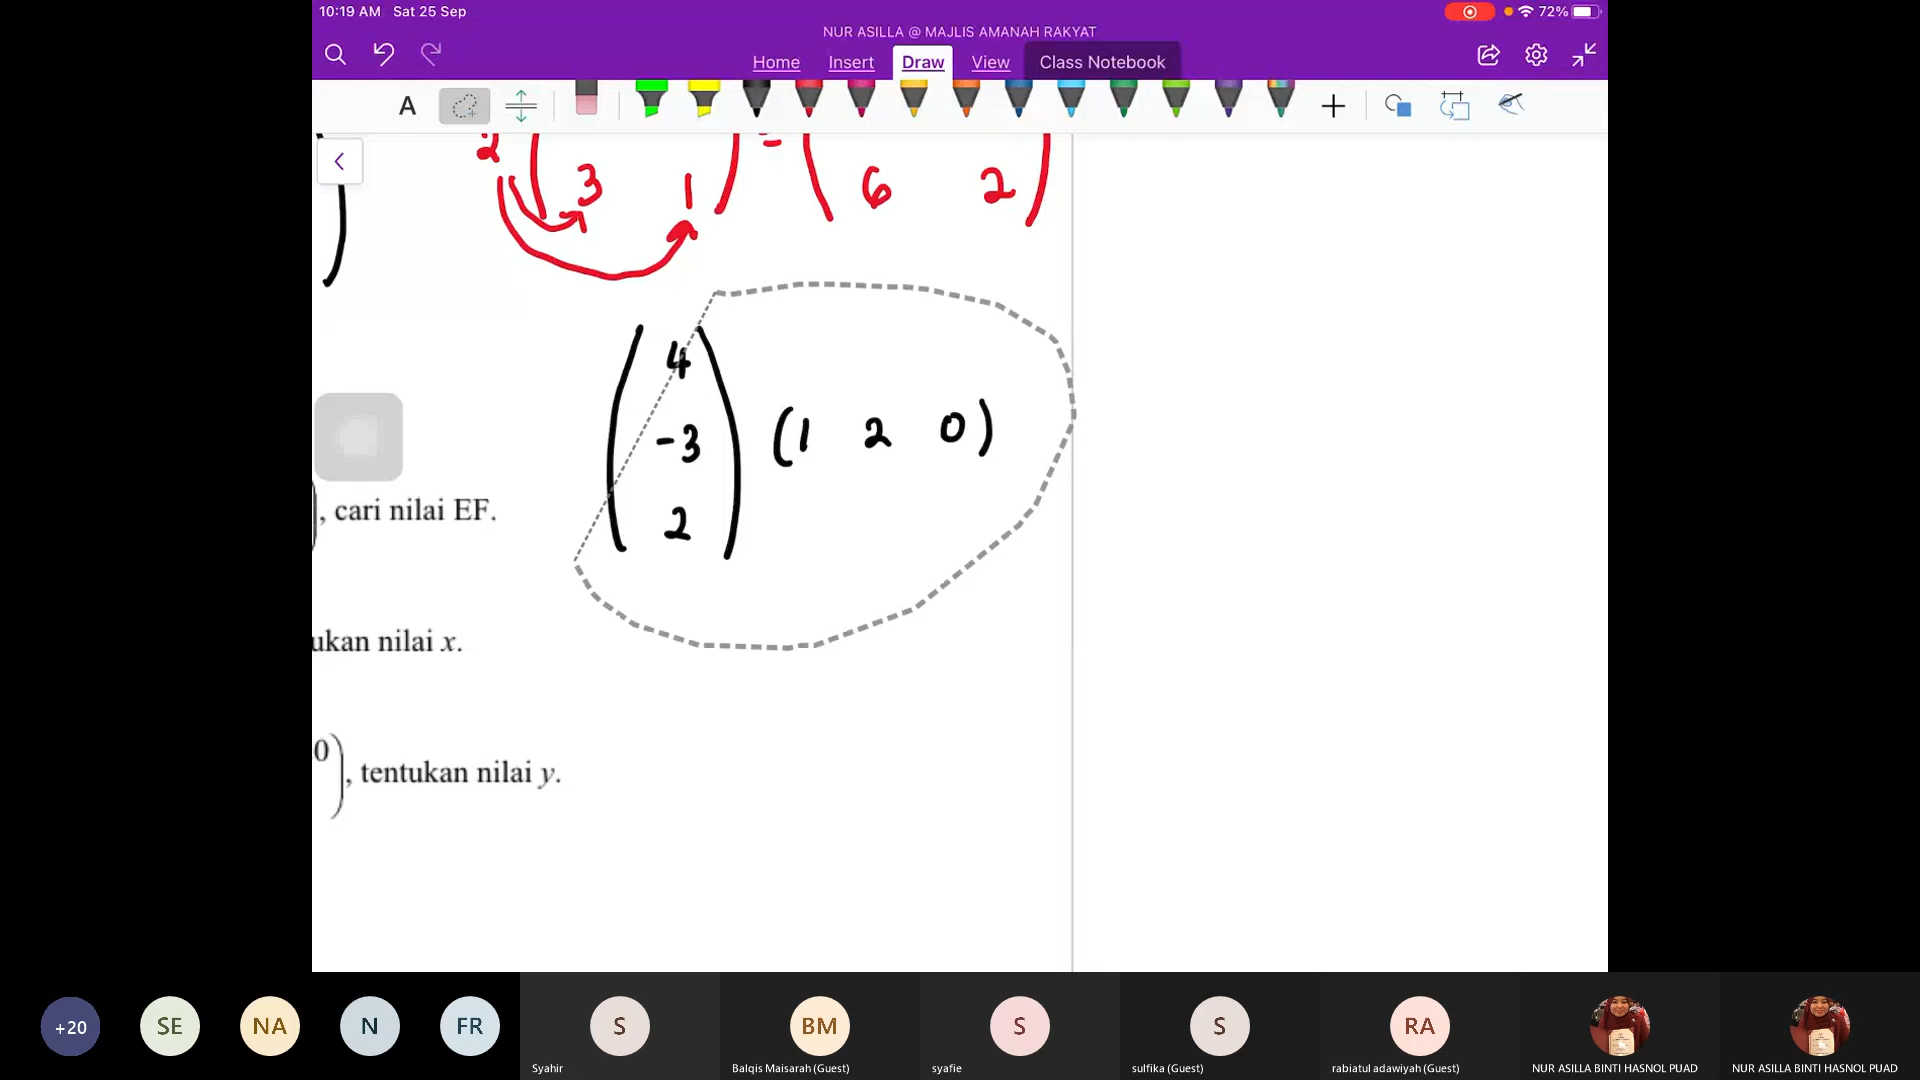 10:19 AM Sat 25 Sep
72%
NUR ASILLA @ MAJLIS AMANAH RAKYAT
Home Insert Draw View Class Notebook
A
2 ( 3 1 ) = ( 6 2 )
4
-3 (1 2 0)
2
, cari nilai EF.
ukan nilai x.
0
), tentukan nilai y.
+20 SE NA N FR S BM S S RA
Syahir Balqis Maisarah (Guest) syafie sulfika (Guest) rabiatul adawiyah (Guest) NUR ASILLA BINTI HASNOL PUAD NUR ASILLA BINTI HASNOL PUAD